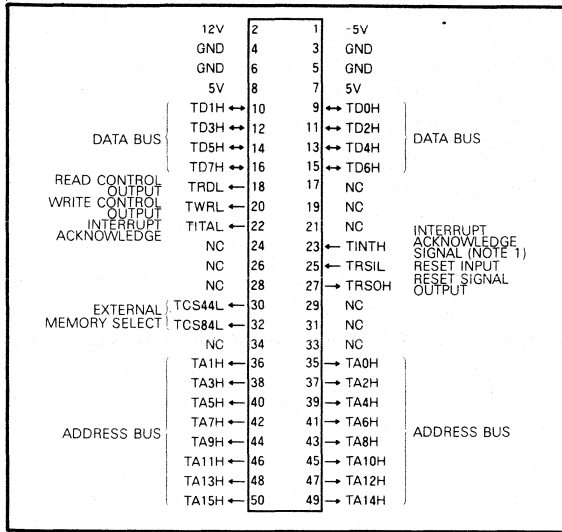 12V 2 1 -5V
GND 4 3 GND
GND 6 5 GND
5V 8 7 5V
TD1H ↔ 10 9 ↔ TD0H
TD3H ↔ 12 11 ↔ TD2H
DATA BUS TD5H ↔ 14 13 ↔ TD4H DATA BUS
TD7H ↔ 16 15 ↔ TD6H
READ CONTROL
OUTPUT TRDL ← 18 17 NC
WRITE CONTROL
OUTPUT TWRL ← 20 19 NC
INTERRUPT
ACKNOWLEDGE TITAL ← 22 21 NC
INTERRUPT
ACKNOWLEDGE
NC 24 23 ← TINTH SIGNAL (NOTE 1)
NC 26 25 ← TRSIL RESET INPUT
NC 28 27 → TRSOH RESET SIGNAL
OUTPUT
EXTERNAL TCS44L ← 30 29 NC
MEMORY SELECT TCS84L ← 32 31 NC
NC 34 33 NC
TA1H ← 36 35 → TA0H
TA3H ← 38 37 → TA2H
TA5H ← 40 39 → TA4H
TA7H ← 42 41 → TA6H
ADDRESS BUS TA9H ← 44 43 → TA8H ADDRESS BUS
TA11H ← 46 45 → TA10H
TA13H ← 48 47 → TA12H
TA15H ← 50 49 → TA14H